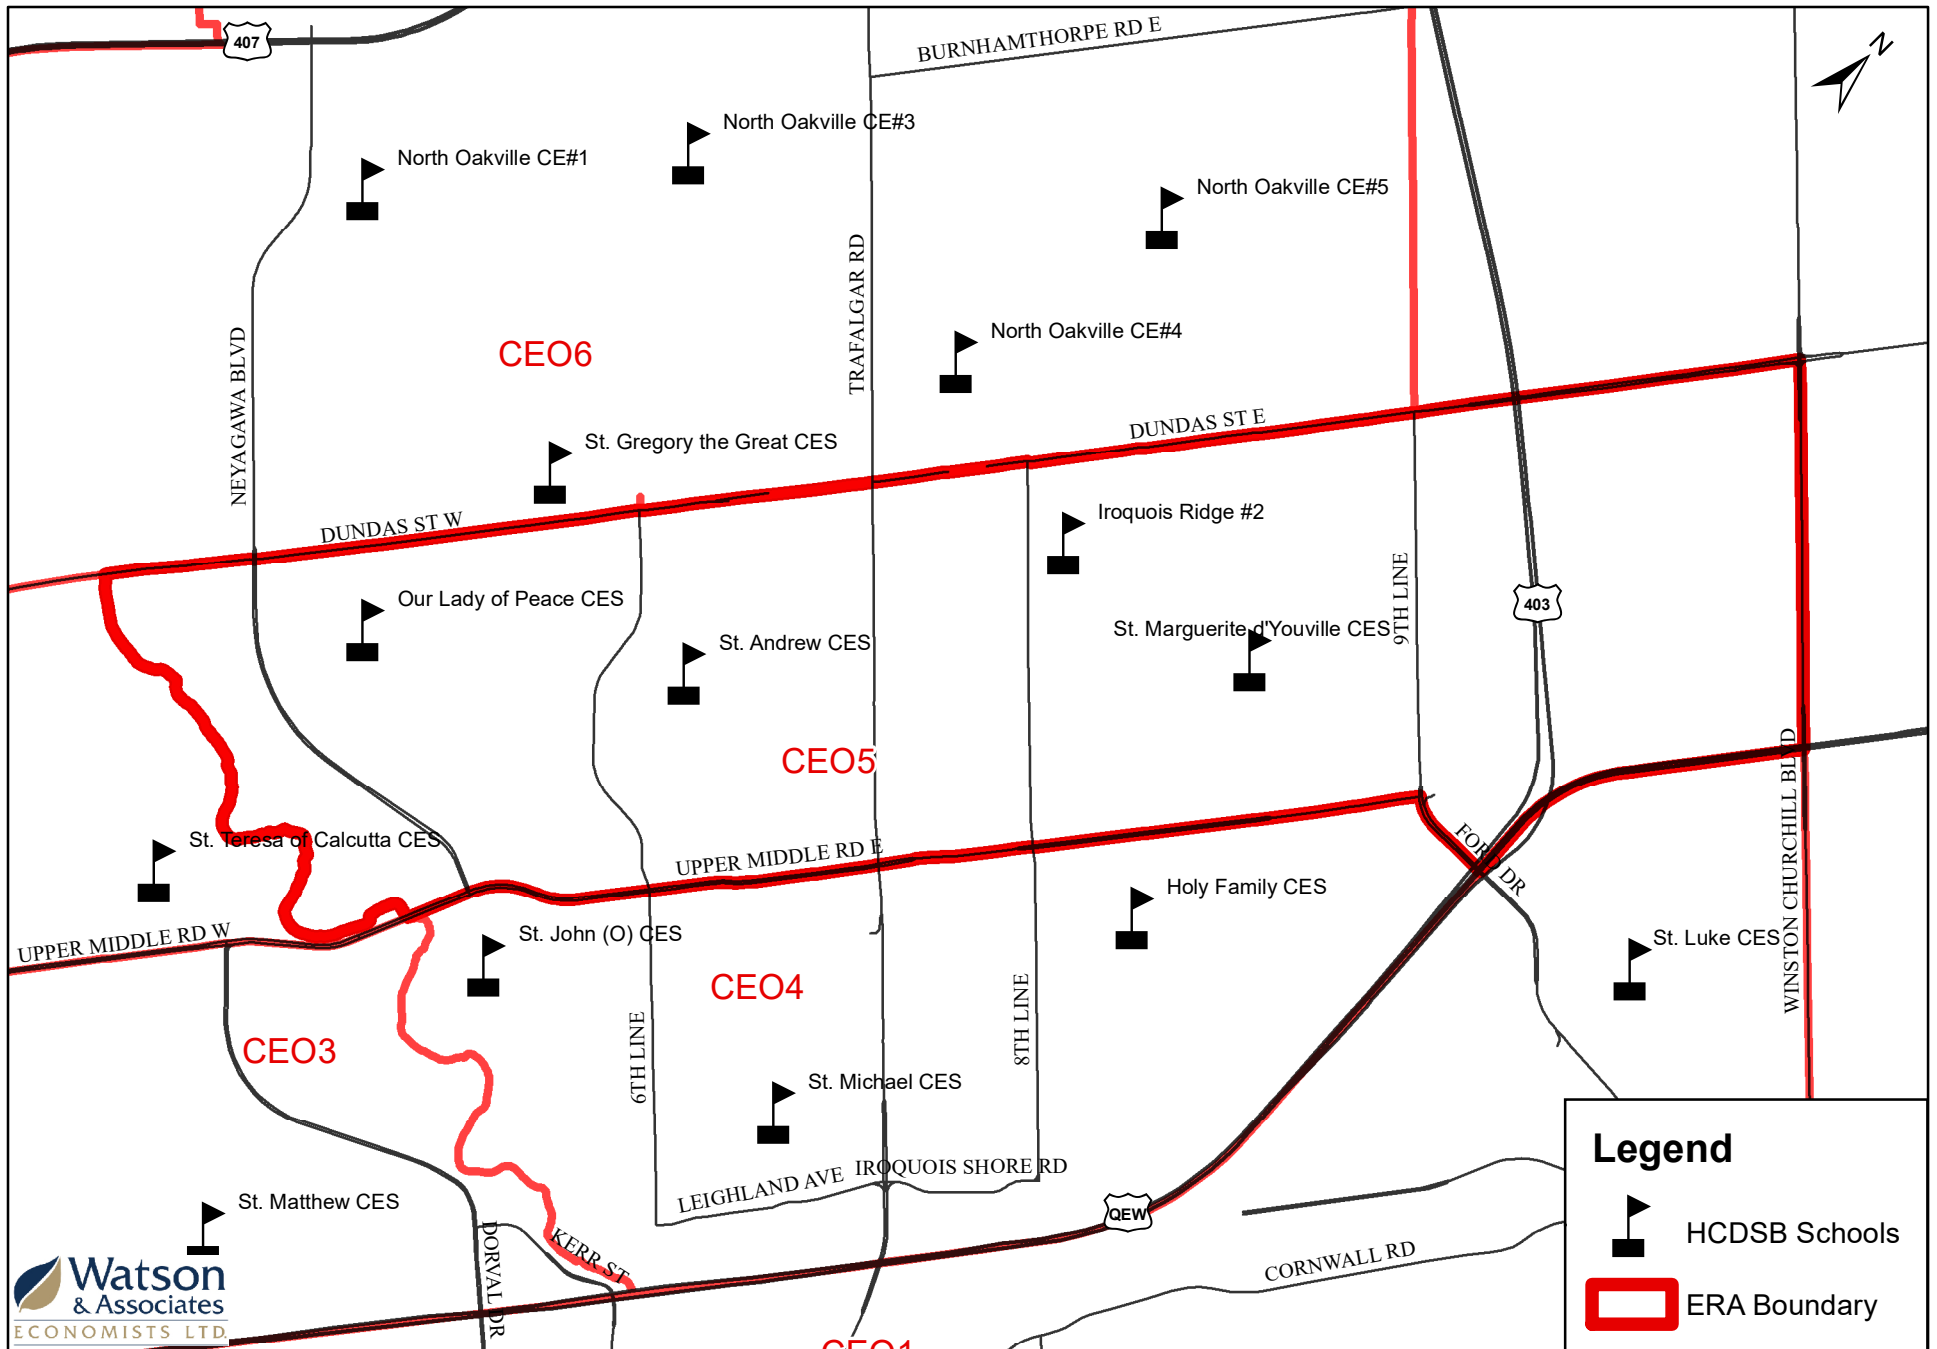 407
BURNHAMTHORPE RD E
N
North Oakville CE#3
North Oakville CE#1
North Oakville CE#5
TRAFALGAR RD
NEYAGAWA BLVD
North Oakville CE#4
CEO6
DUNDAS ST E
St. Gregory the Great CES
DUNDAS ST W
Iroquois Ridge #2
9TH LINE
403
Our Lady of Peace CES
St. Andrew CES
St. Marguerite d'Youville CES
CEO5
WINSTON CHURCHILL BLVD
St. Teresa of Calcutta CES
UPPER MIDDLE RD E
FORD DR
Holy Family CES
UPPER MIDDLE RD W
St. John (O) CES
St. Luke CES
CEO4
8TH LINE
6TH LINE
CEO3
St. Michael CES
IROQUOIS SHORE RD
LEIGHLAND AVE
St. Matthew CES
QEW
KERR ST
DORVAL DR
CORNWALL RD
CEO1
Legend
HCDSB Schools
ERA Boundary
Watson
& Associates
ECONOMISTS LTD.